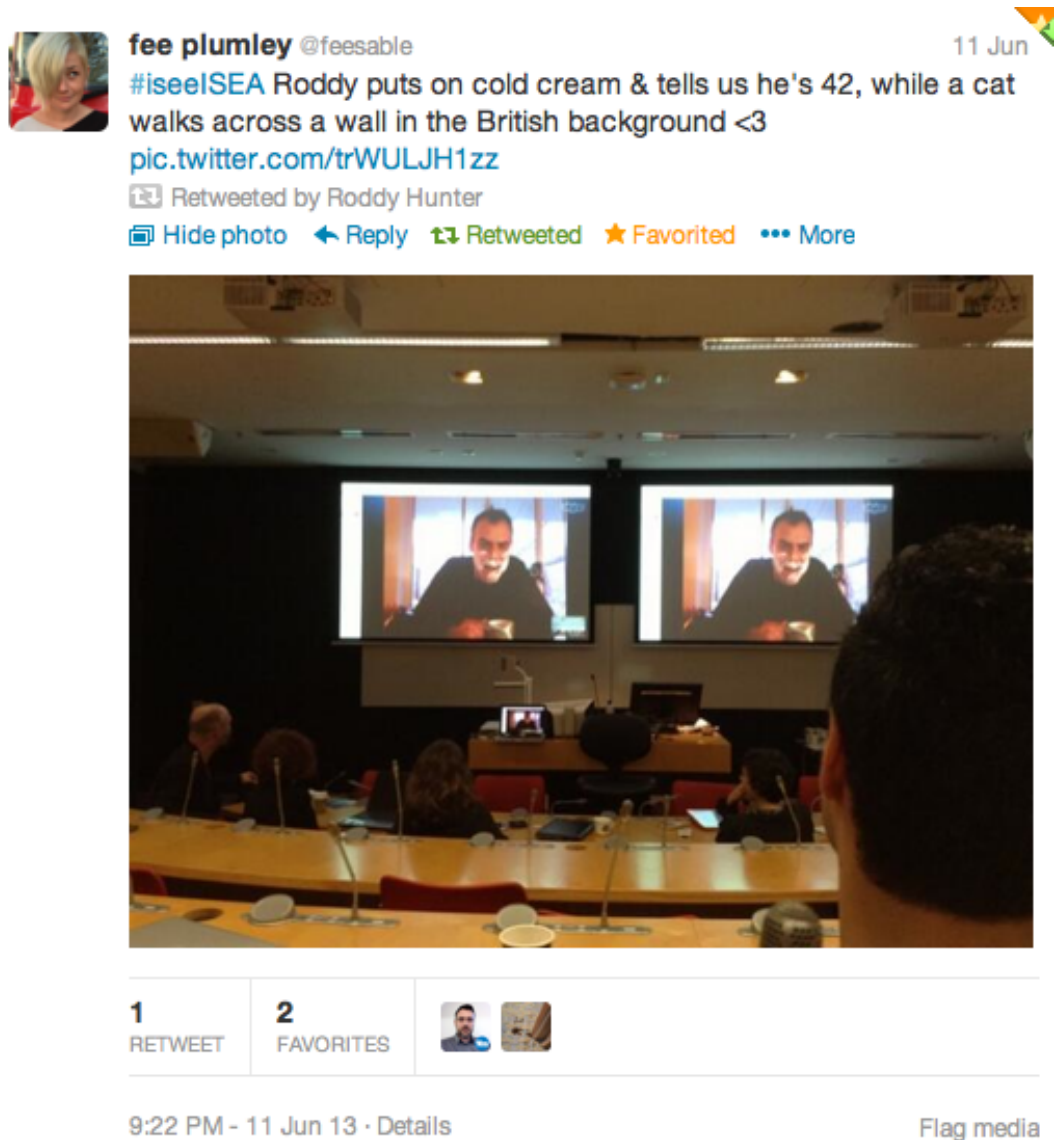 fee plumley @feesable 11 Jun
#iseeISEA Roddy puts on cold cream & tells us he's 42, while a cat
walks across a wall in the British background <3
pic.twitter.com/trWULJH1zz
Retweeted by Roddy Hunter
Hide photo Reply Retweeted Favorited More
1 2
RETWEET FAVORITES
9:22 PM - 11 Jun 13 · Details Flag media